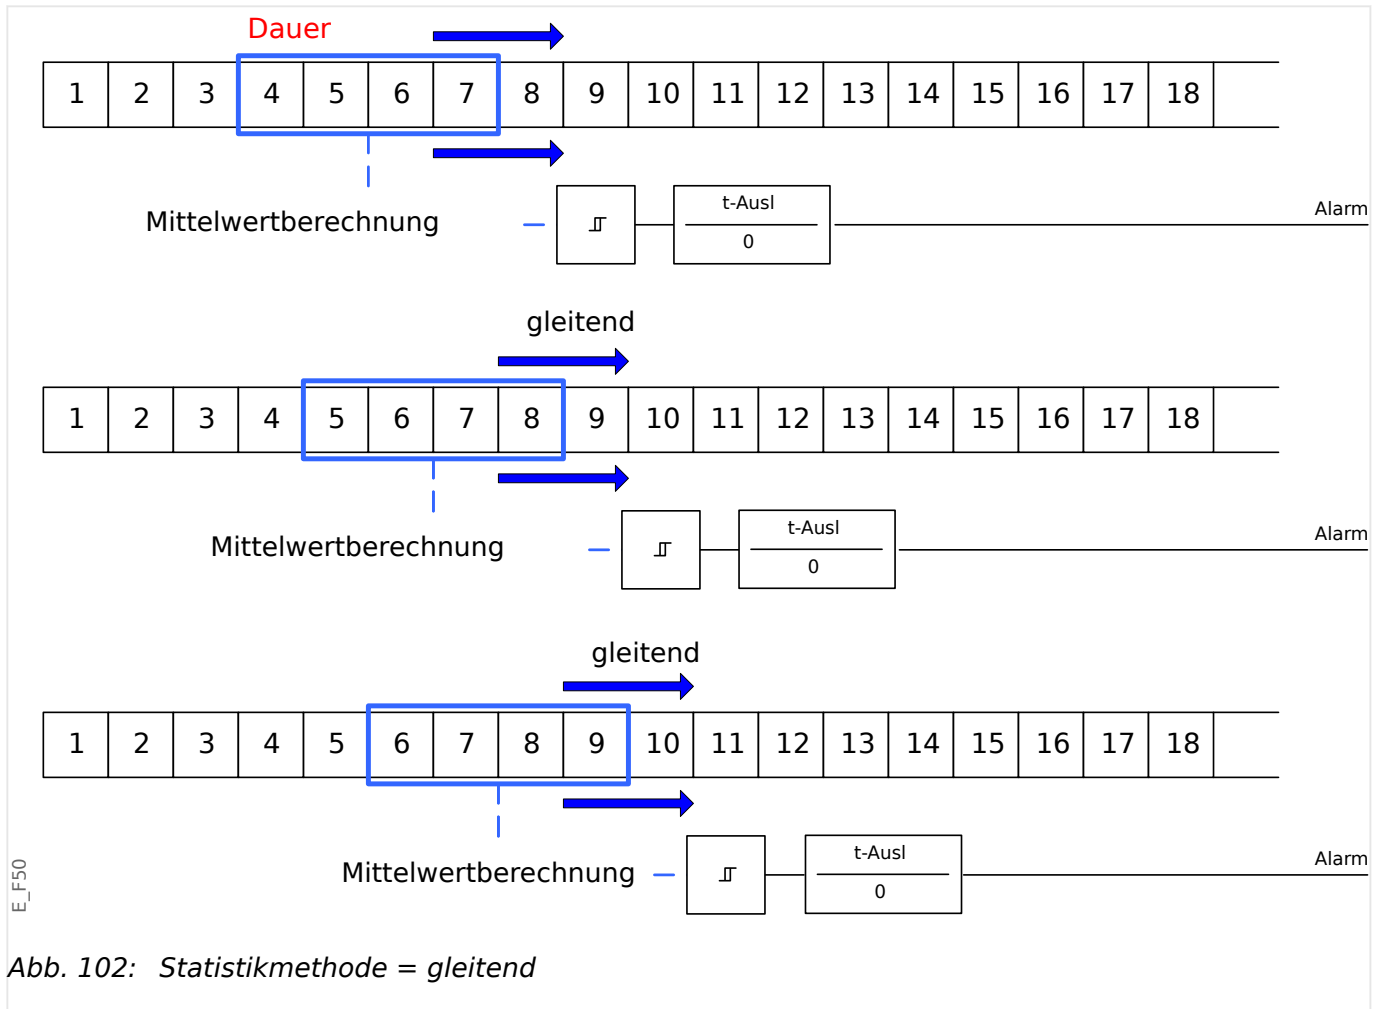 Dauer
1 2 3 4 5 6 7 8 9 10 11 12 13 14 15 16 17 18
Mittelwertberechnung
t-Ausl
0
Alarm
gleitend
1 2 3 4 5 6 7 8 9 10 11 12 13 14 15 16 17 18
Mittelwertberechnung
t-Ausl
0
Alarm
gleitend
1 2 3 4 5 6 7 8 9 10 11 12 13 14 15 16 17 18
Mittelwertberechnung
t-Ausl
0
Alarm
E_F50
Abb. 102: Statistikmethode = gleitend